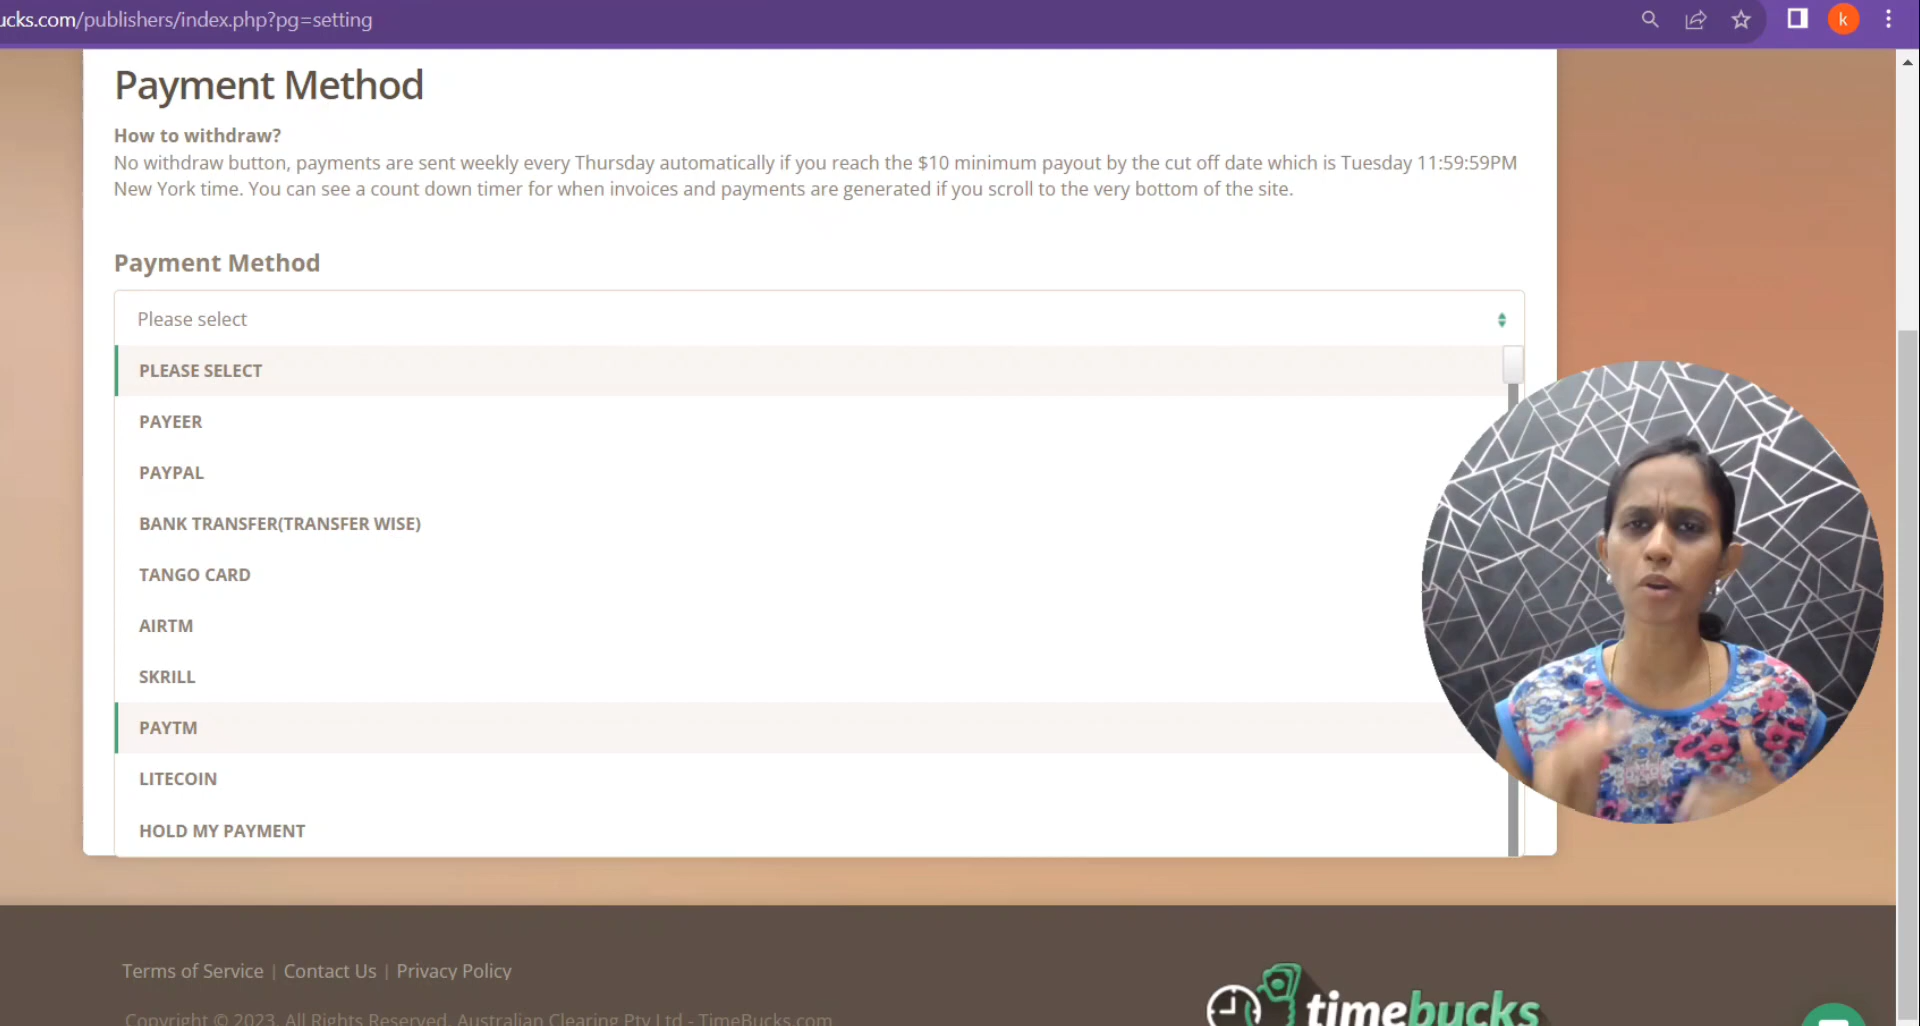 ucks.com/publishers/index.php?pg=setting
k
Payment Method
How to withdraw?
No withdraw button, payments are sent weekly every Thursday automatically if you reach the $10 minimum payout by the cut off date which is Tuesday 11:59:59PM
New York time. You can see a count down timer for when invoices and payments are generated if you scroll to the very bottom of the site.
Payment Method
Please select
PLEASE SELECT
PAYEER
PAYPAL
BANK TRANSFER(TRANSFER WISE)
TANGO CARD
AIRTM
SKRILL
PAYTM
LITECOIN
HOLD MY PAYMENT
Terms of Service | Contact Us | Privacy Policy
timebucks
Copyright © 2023. All Rights Reserved. Australian Clearing Pty Ltd - TimeBucks.com